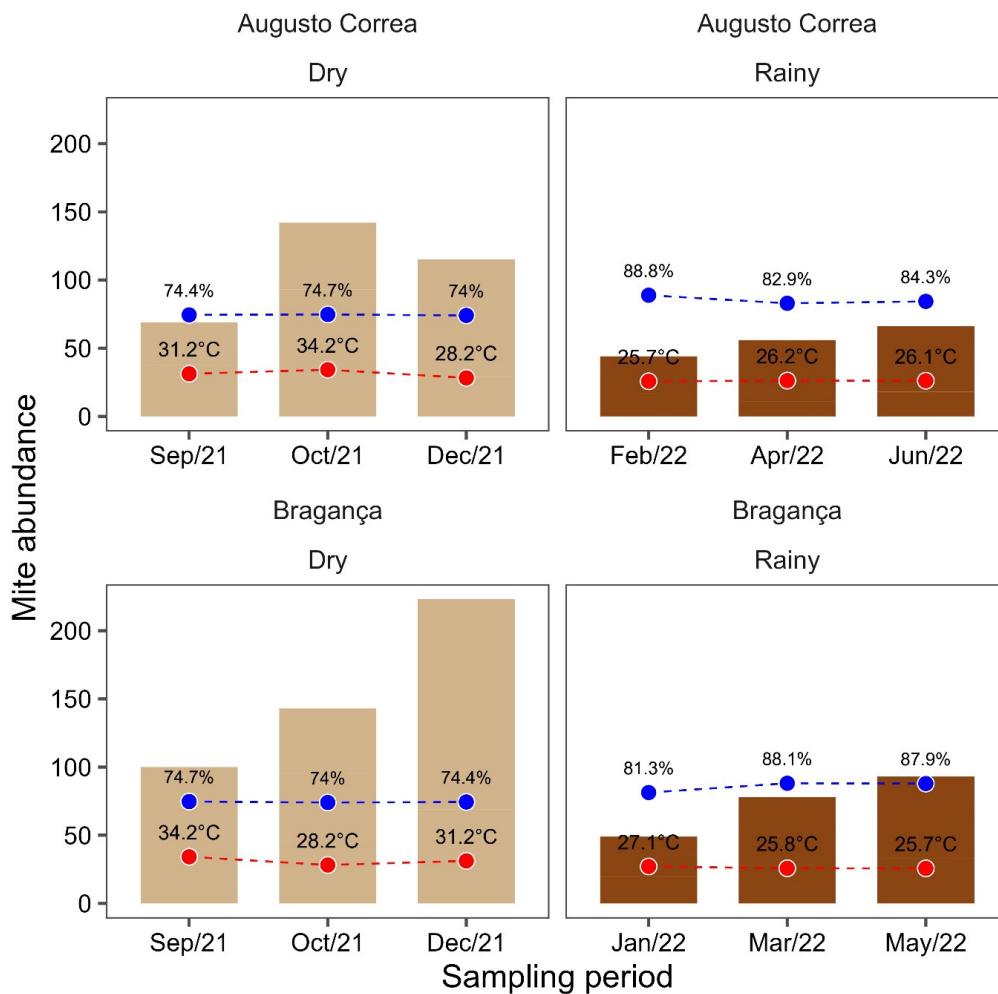 Augusto Correa
Dry
Augusto Correa
Rainy
Mite abundance
200
150
100
50
0
74.4%
74.7%
74%
31.2°C
34.2°C
28.2°C
Sep/21
Oct/21
Dec/21
88.8%
82.9%
84.3%
25.7°C
26.2°C
26.1°C
Feb/22
Apr/22
Jun/22
Bragança
Dry
Bragança
Rainy
200
150
100
50
0
74.7%
74%
74.4%
34.2°C
28.2°C
31.2°C
Sep/21
Oct/21
Dec/21
81.3%
88.1%
87.9%
27.1°C
25.8°C
25.7°C
Jan/22
Mar/22
May/22
Sampling period